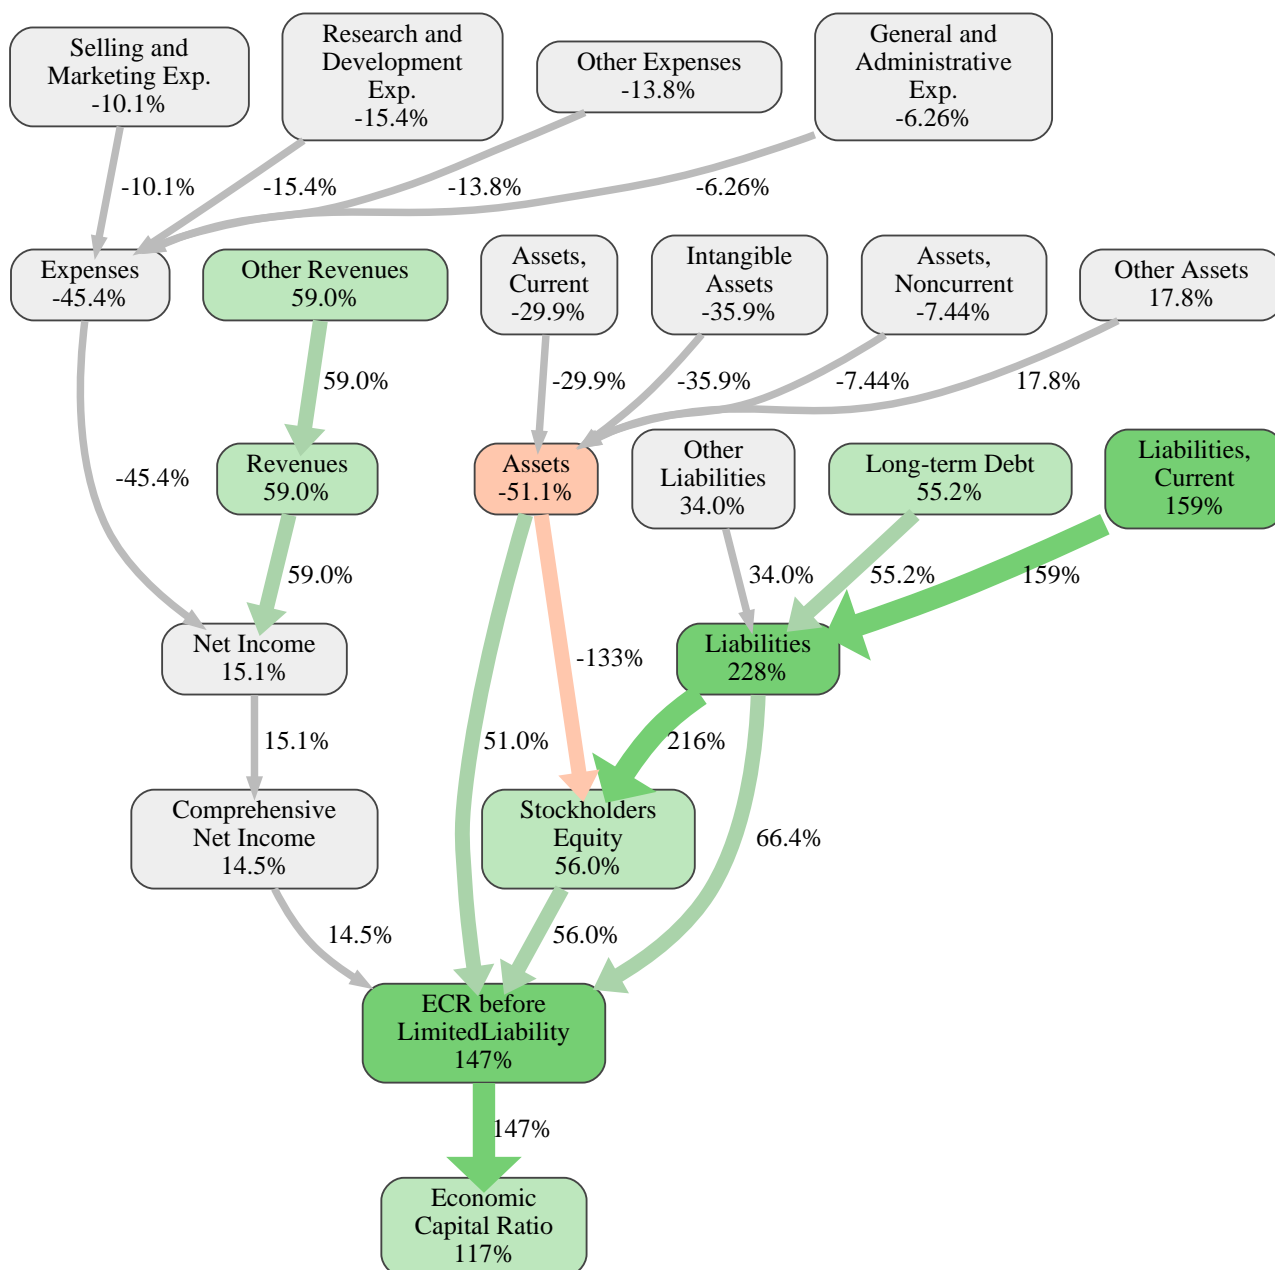 Selling and
Marketing Exp.
-10.1%
Research and
Development
Exp.
-15.4%
Other Expenses
-13.8%
General and
Administrative
Exp.
-6.26%
-10.1%
-15.4%
-13.8%
-6.26%
Expenses
-45.4%
Other Revenues
59.0%
Assets,
Current
-29.9%
Intangible
Assets
-35.9%
Assets,
Noncurrent
-7.44%
Other Assets
17.8%
59.0%
-29.9%
-35.9%
-7.44%
17.8%
-45.4%
Revenues
59.0%
Assets
-51.1%
Other
Liabilities
34.0%
Long-term Debt
55.2%
Liabilities,
Current
159%
59.0%
34.0%
55.2%
159%
Net Income
15.1%
-133%
Liabilities
228%
15.1%
51.0%
216%
Comprehensive
Net Income
14.5%
Stockholders
Equity
56.0%
66.4%
14.5%
56.0%
ECR before
LimitedLiability
147%
147%
Economic
Capital Ratio
117%